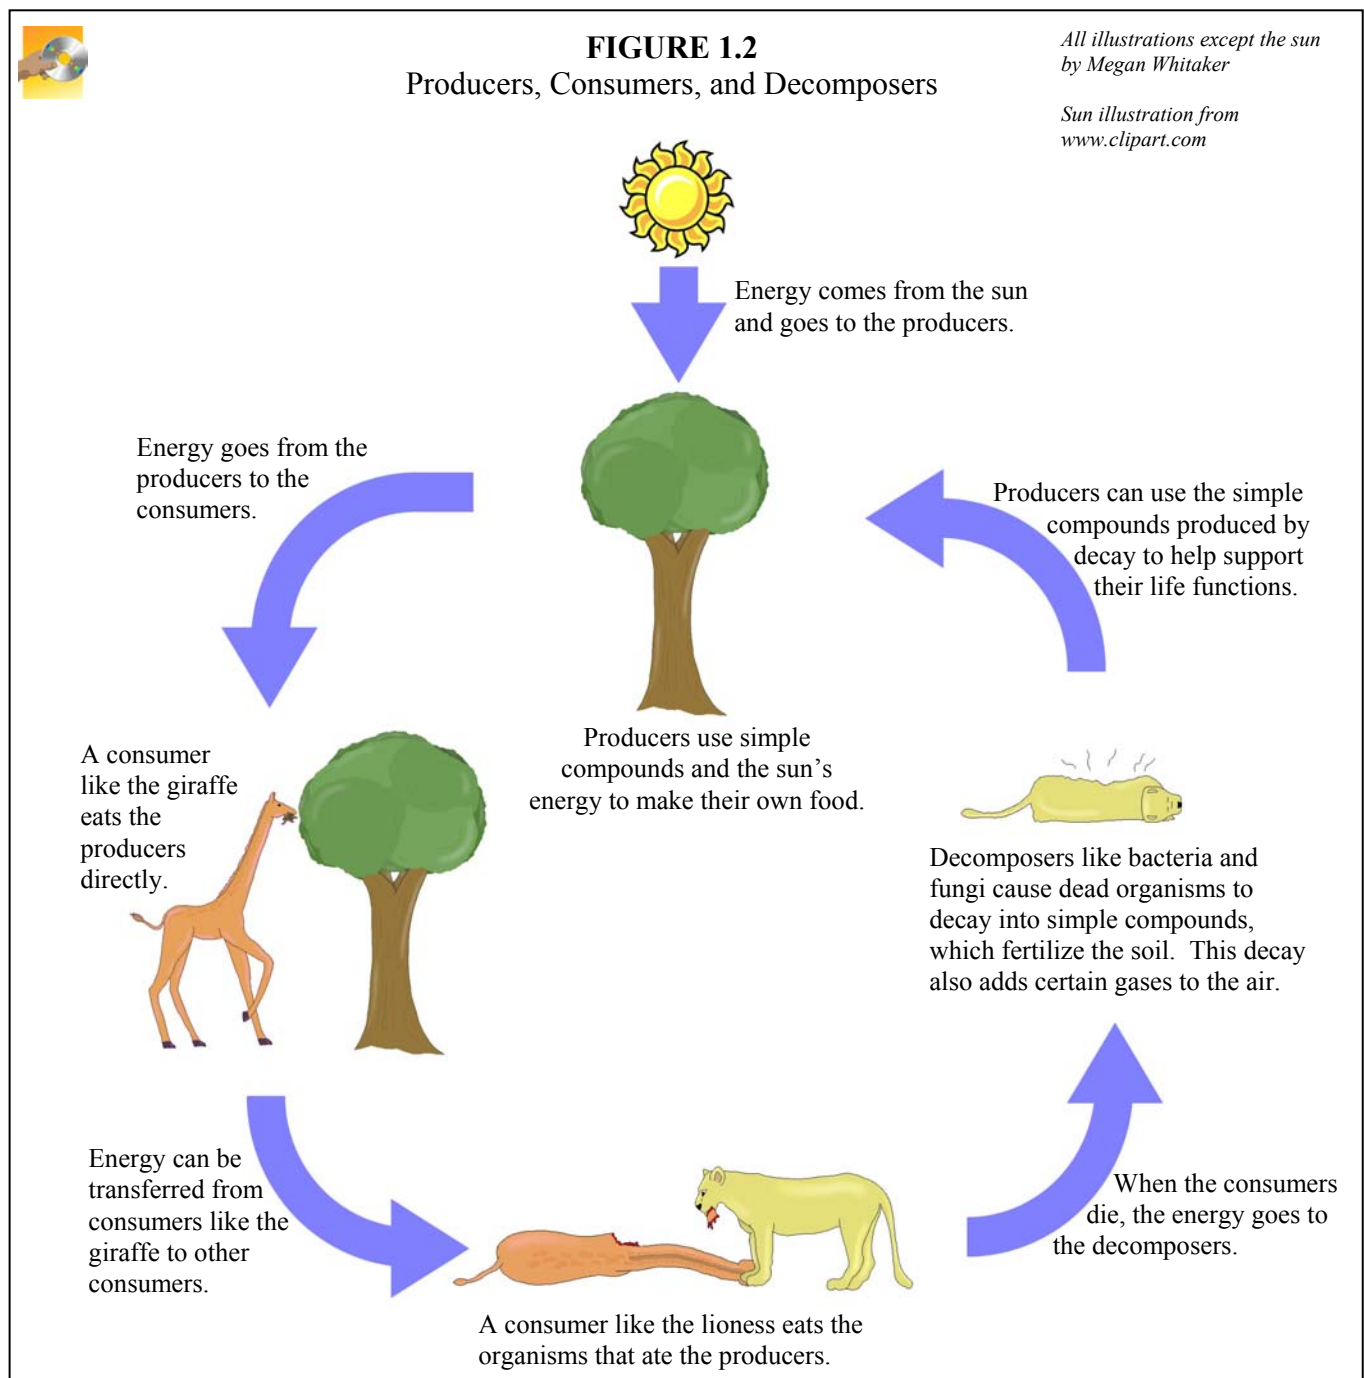 FIGURE 1.2
Producers, Consumers, and Decomposers
All illustrations except the sun
by Megan Whitaker
Sun illustration from
www.clipart.com
Energy comes from the sun
and goes to the producers.
Energy goes from the
producers to the
consumers.
Producers can use the simple
compounds produced by
decay to help support
their life functions.
Producers use simple
compounds and the sun's
energy to make their own food.
A consumer
like the giraffe
eats the
producers
directly.
Decomposers like bacteria and
fungi cause dead organisms to
decay into simple compounds,
which fertilize the soil.  This decay
also adds certain gases to the air.
Energy can be
transferred from
consumers like the
giraffe to other
consumers.
When the consumers
die, the energy goes to
the decomposers.
A consumer like the lioness eats the
organisms that ate the producers.